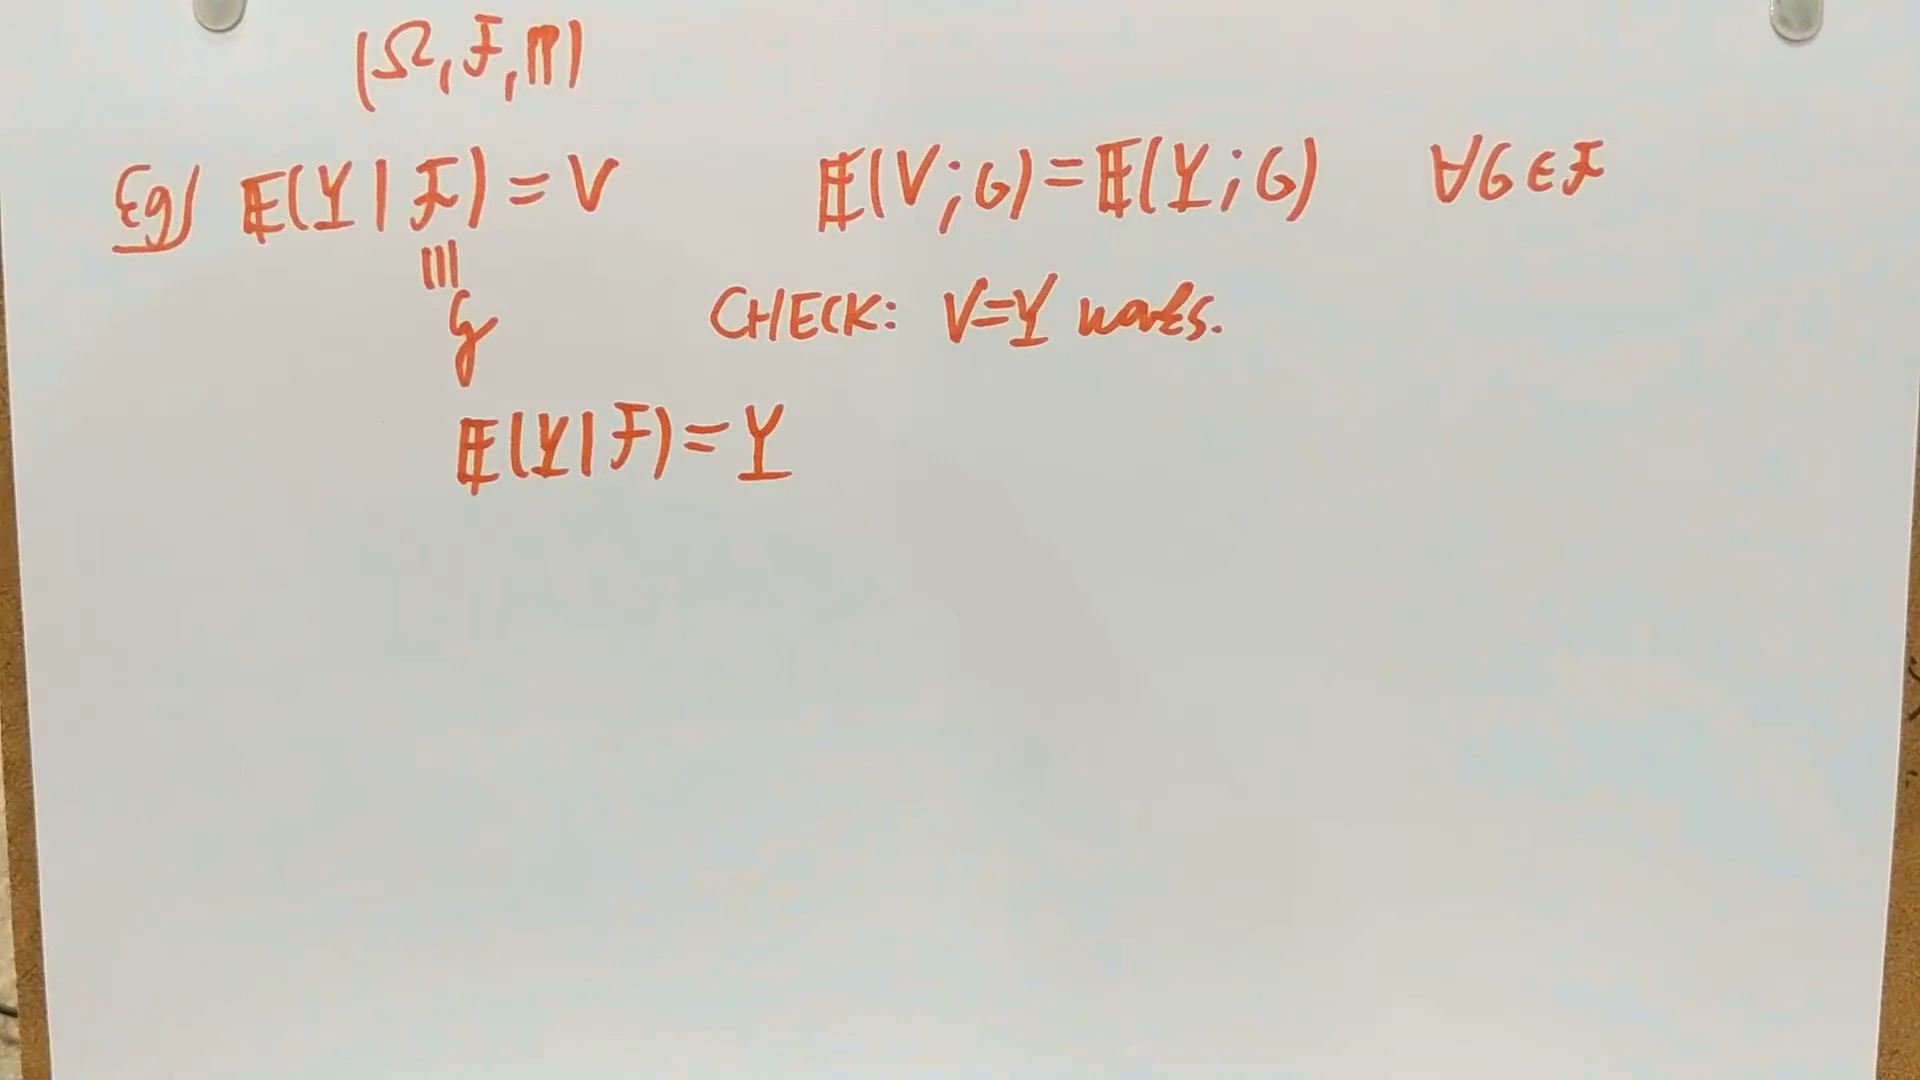 (Ω, ℱ, ℙ)
Eg) 𝔼(Y | ℱ) = V 𝔼(V; G) = 𝔼(Y; G) ∀G ∈ ℱ
|||
𝒢 CHECK: V=Y works.
𝔼(Y | ℱ) = Y